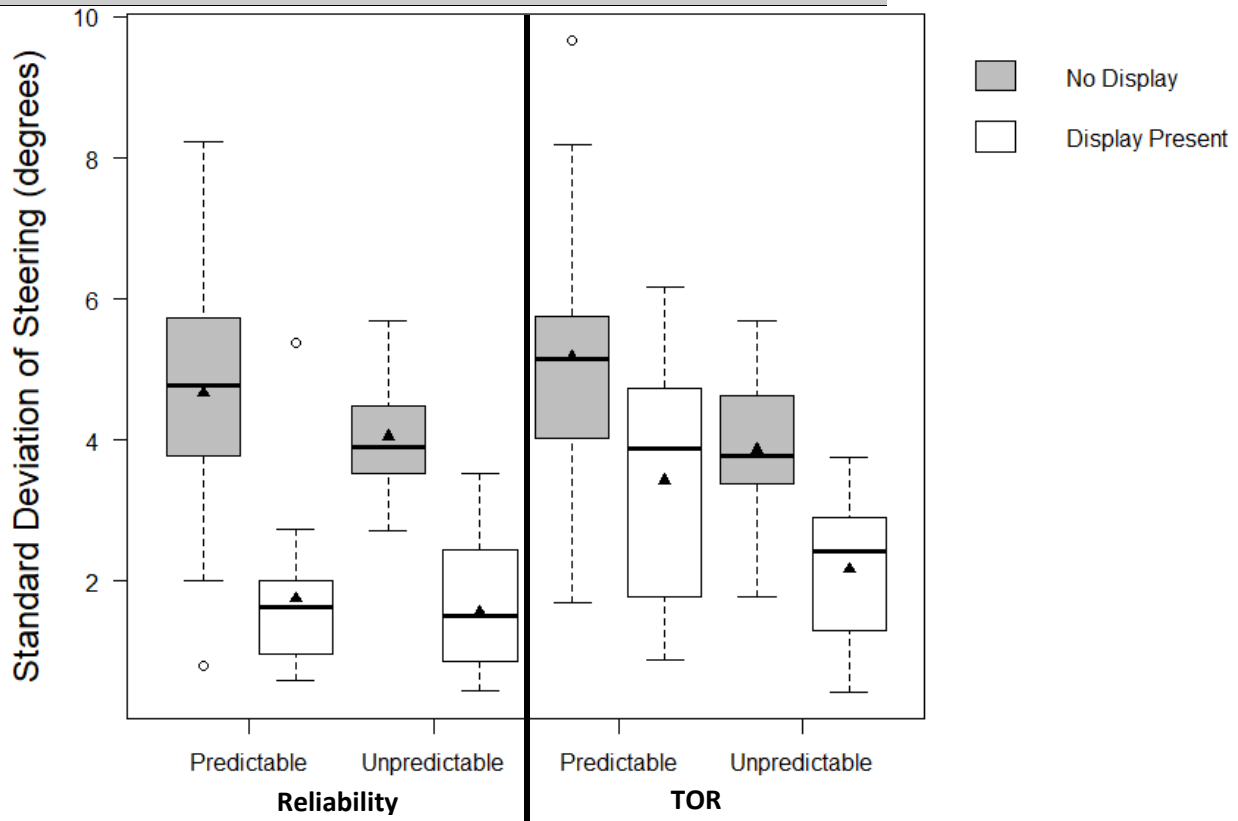 10
8
6
4
2
Standard Deviation of Steering (degrees)
No Display
Display Present
Predictable Unpredictable Predictable Unpredictable
Reliability TOR